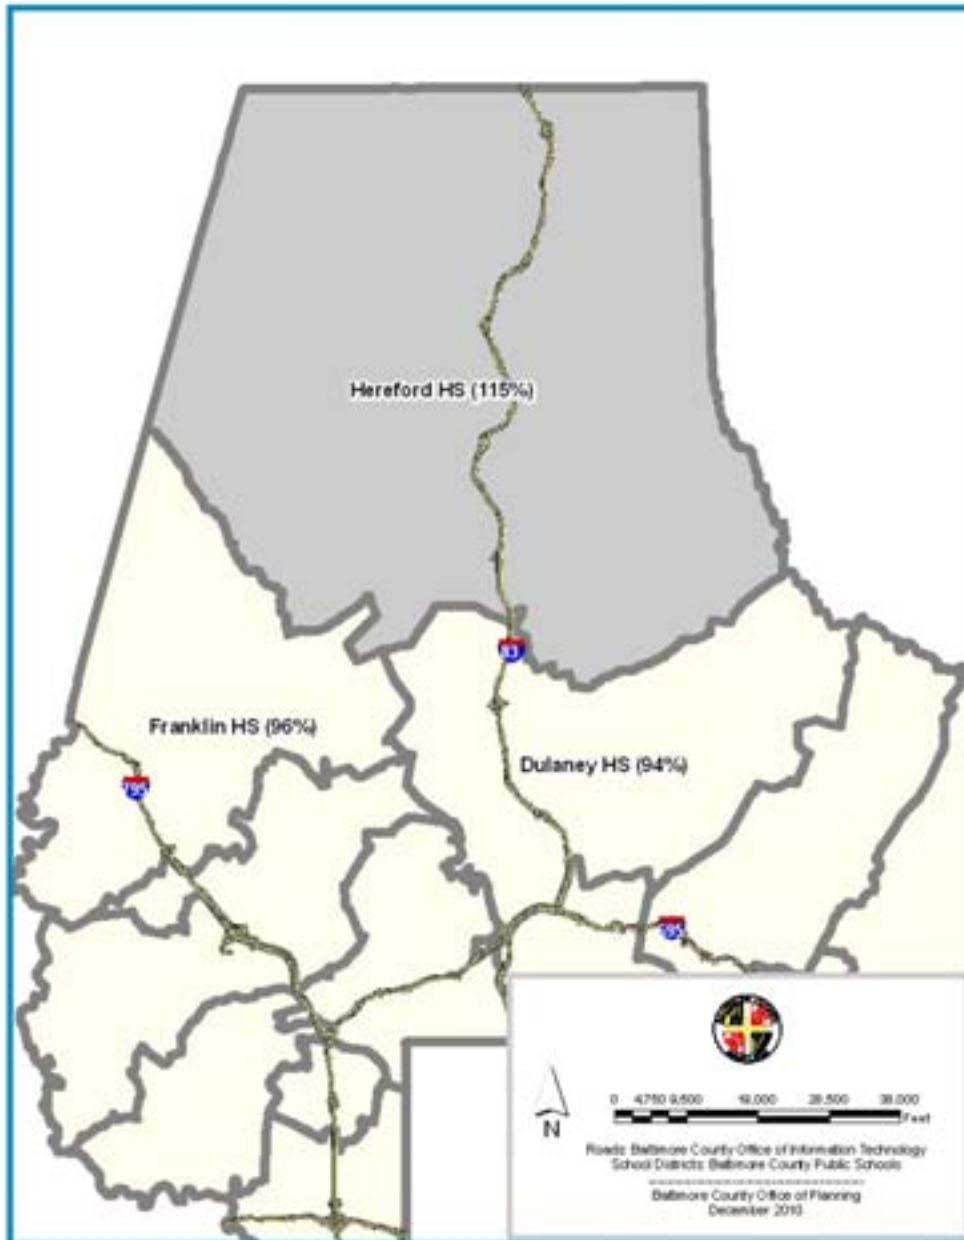 Hereford HS (115%)
83
Franklin HS (96%)
Dulaney HS (94%)
795
695
0 4,750 9,500 19,000 28,500 38,000
Feet
N
Roads: Baltimore County Office of Information Technology
School Districts: Baltimore County Public Schools
Baltimore County Office of Planning
December 2010